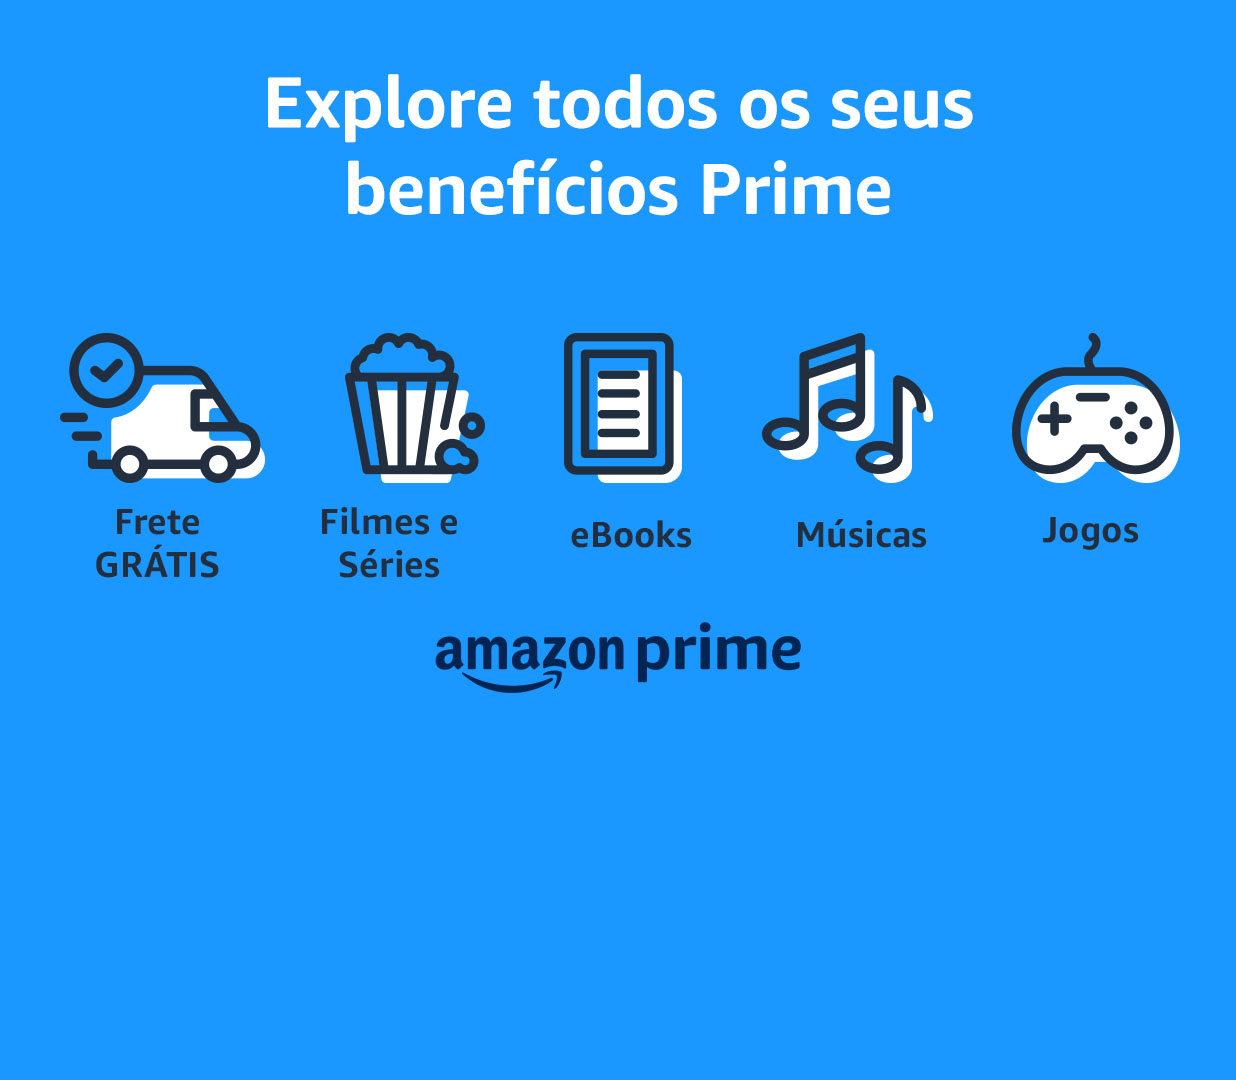 Explore todos os seus
benefícios Prime
Frete
GRÁTIS
Filmes e
Séries
eBooks
Músicas
Jogos
amazon prime